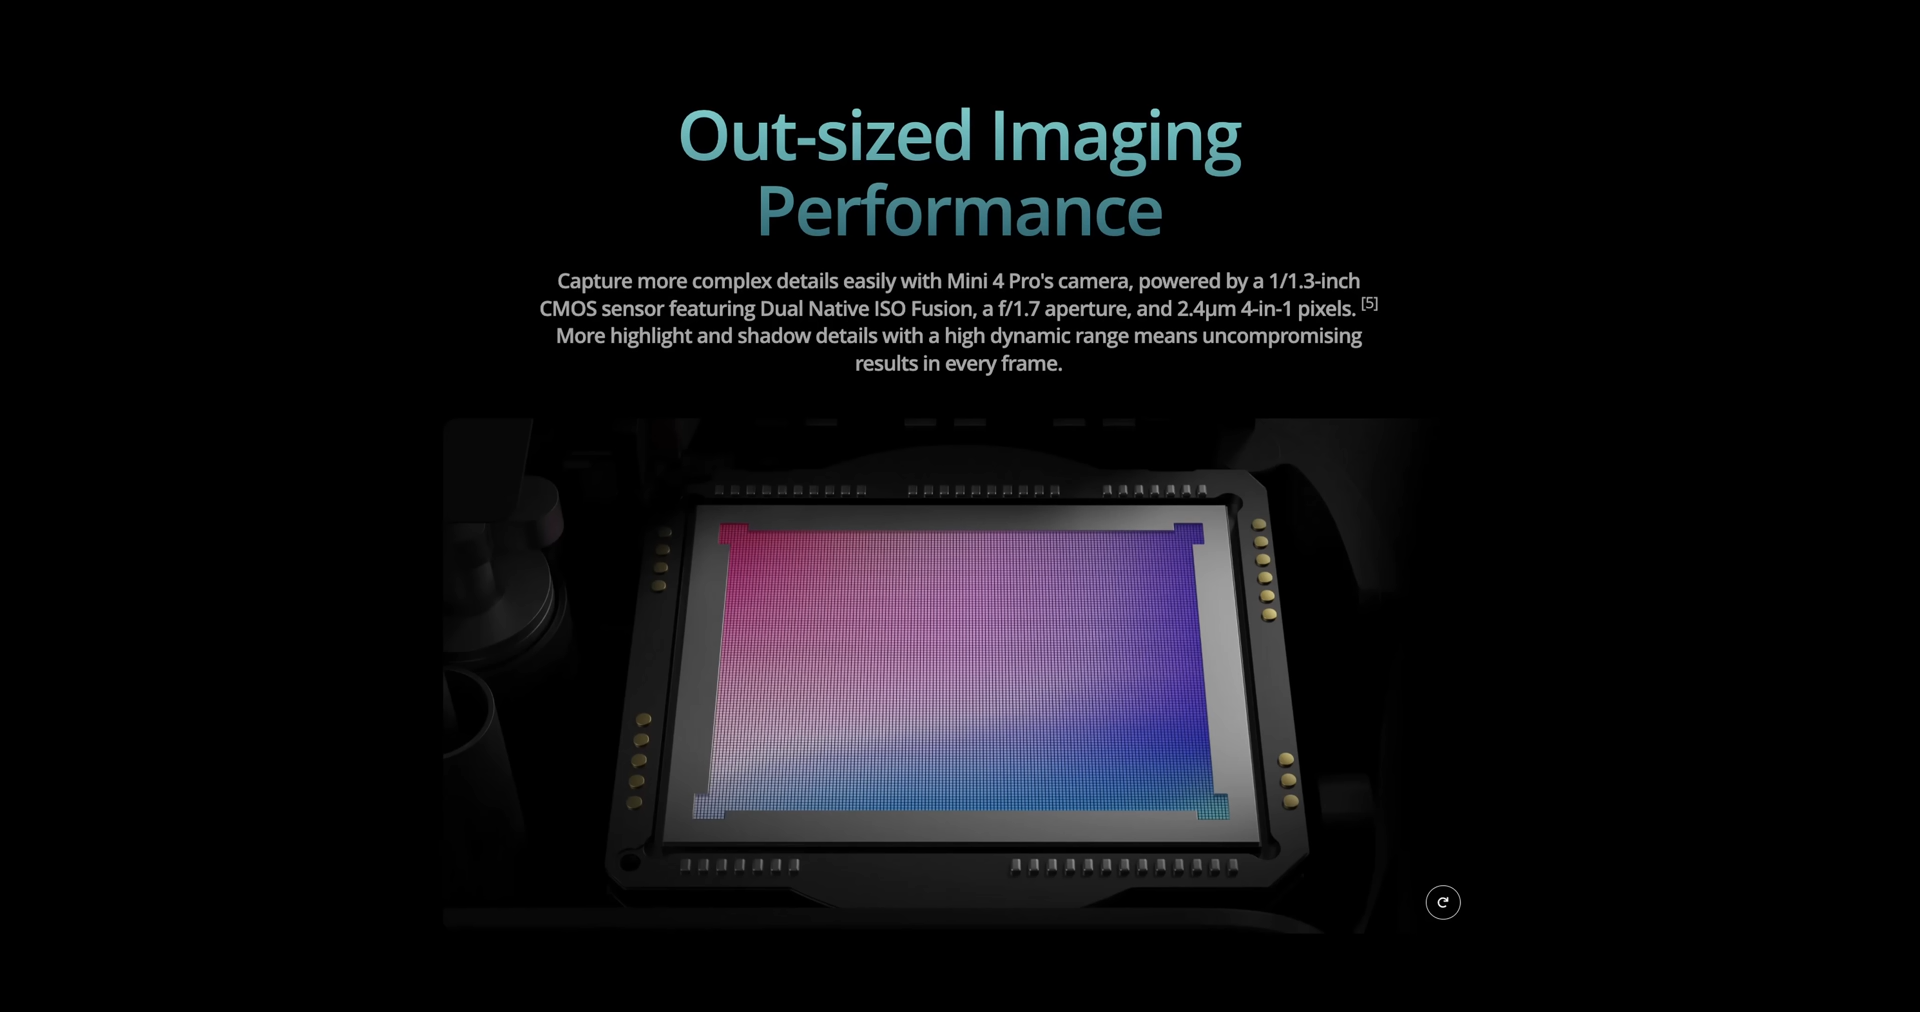 Out-sized Imaging
Performance
Capture more complex details easily with Mini 4 Pro's camera, powered by a 1/1.3-inch
CMOS sensor featuring Dual Native ISO Fusion, a f/1.7 aperture, and 2.4μm 4-in-1 pixels. [5]
More highlight and shadow details with a high dynamic range means uncompromising
results in every frame.